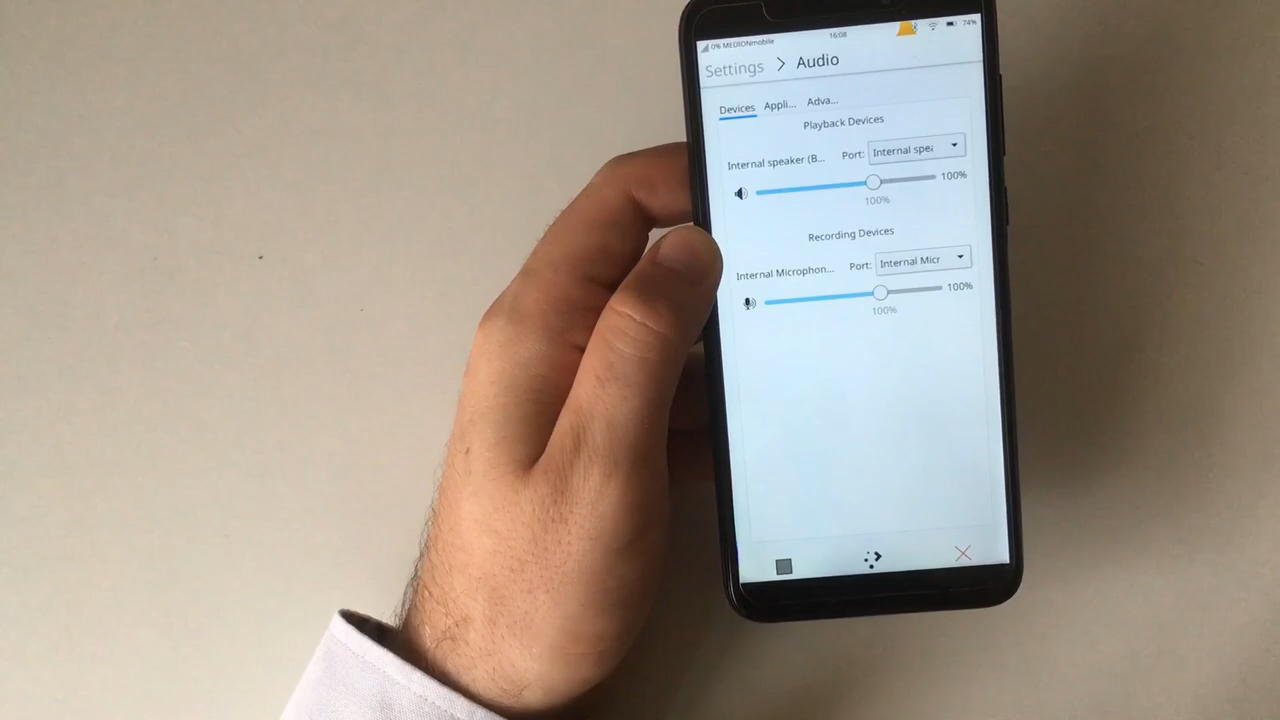 0% MEDIONmobile 16:08 74%
Settings > Audio
Devices Appli... Adva...
Playback Devices
Internal speaker (B... Port: Internal spea
100%
100%
Recording Devices
Internal Microphon... Port: Internal Micr
100%
100%